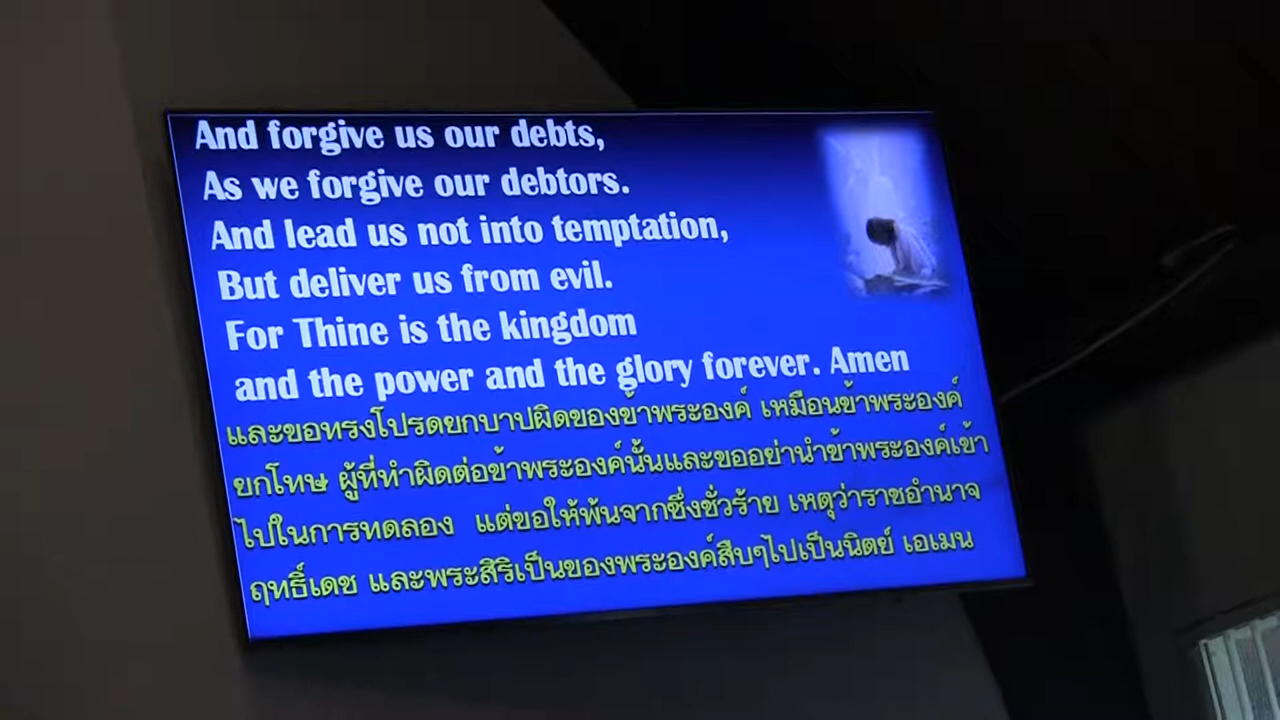 And forgive us our debts,
As we forgive our debtors.
And lead us not into temptation,
But deliver us from evil.
For Thine is the kingdom
and the power and the glory forever. Amen
และขอทรงโปรดยกบาปผิดของข้าพระองค์ เหมือนข้าพระองค์
ยกโทษ ผู้ที่ทำผิดต่อข้าพระองค์นั้นและขออย่านำข้าพระองค์เข้า
ไปในการทดลอง แต่ขอให้พ้นจากซึ่งชั่วร้าย เหตุว่าราชอำนาจ
ฤทธิ์เดช และพระสิริเป็นของพระองค์สืบๆไปเป็นนิตย์ เอเมน